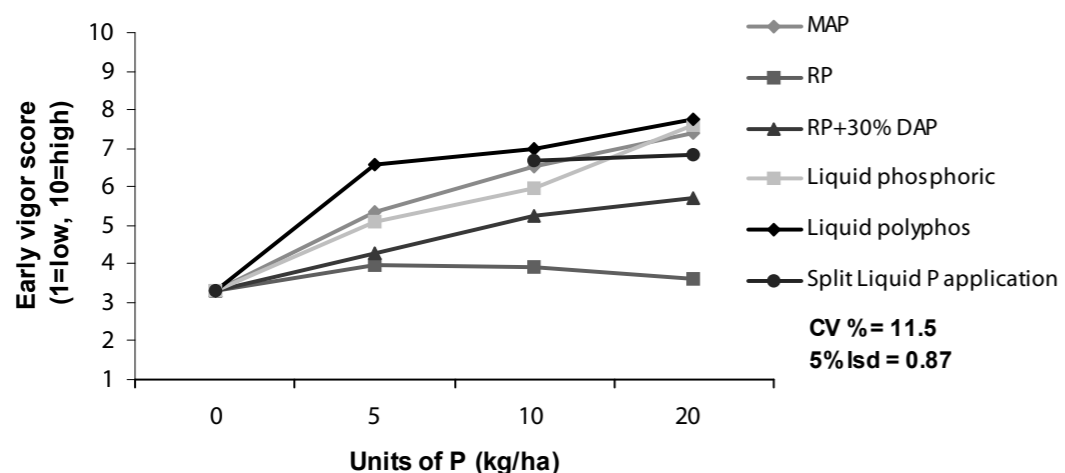 Early vigor score
(1=low, 10=high)
10
9
8
7
6
5
4
3
2
1
0 5 10 20
Units of P (kg/ha)
MAP
RP
RP+30% DAP
Liquid phosphoric
Liquid polyphos
Split Liquid P application
CV %= 11.5
5%lsd = 0.87